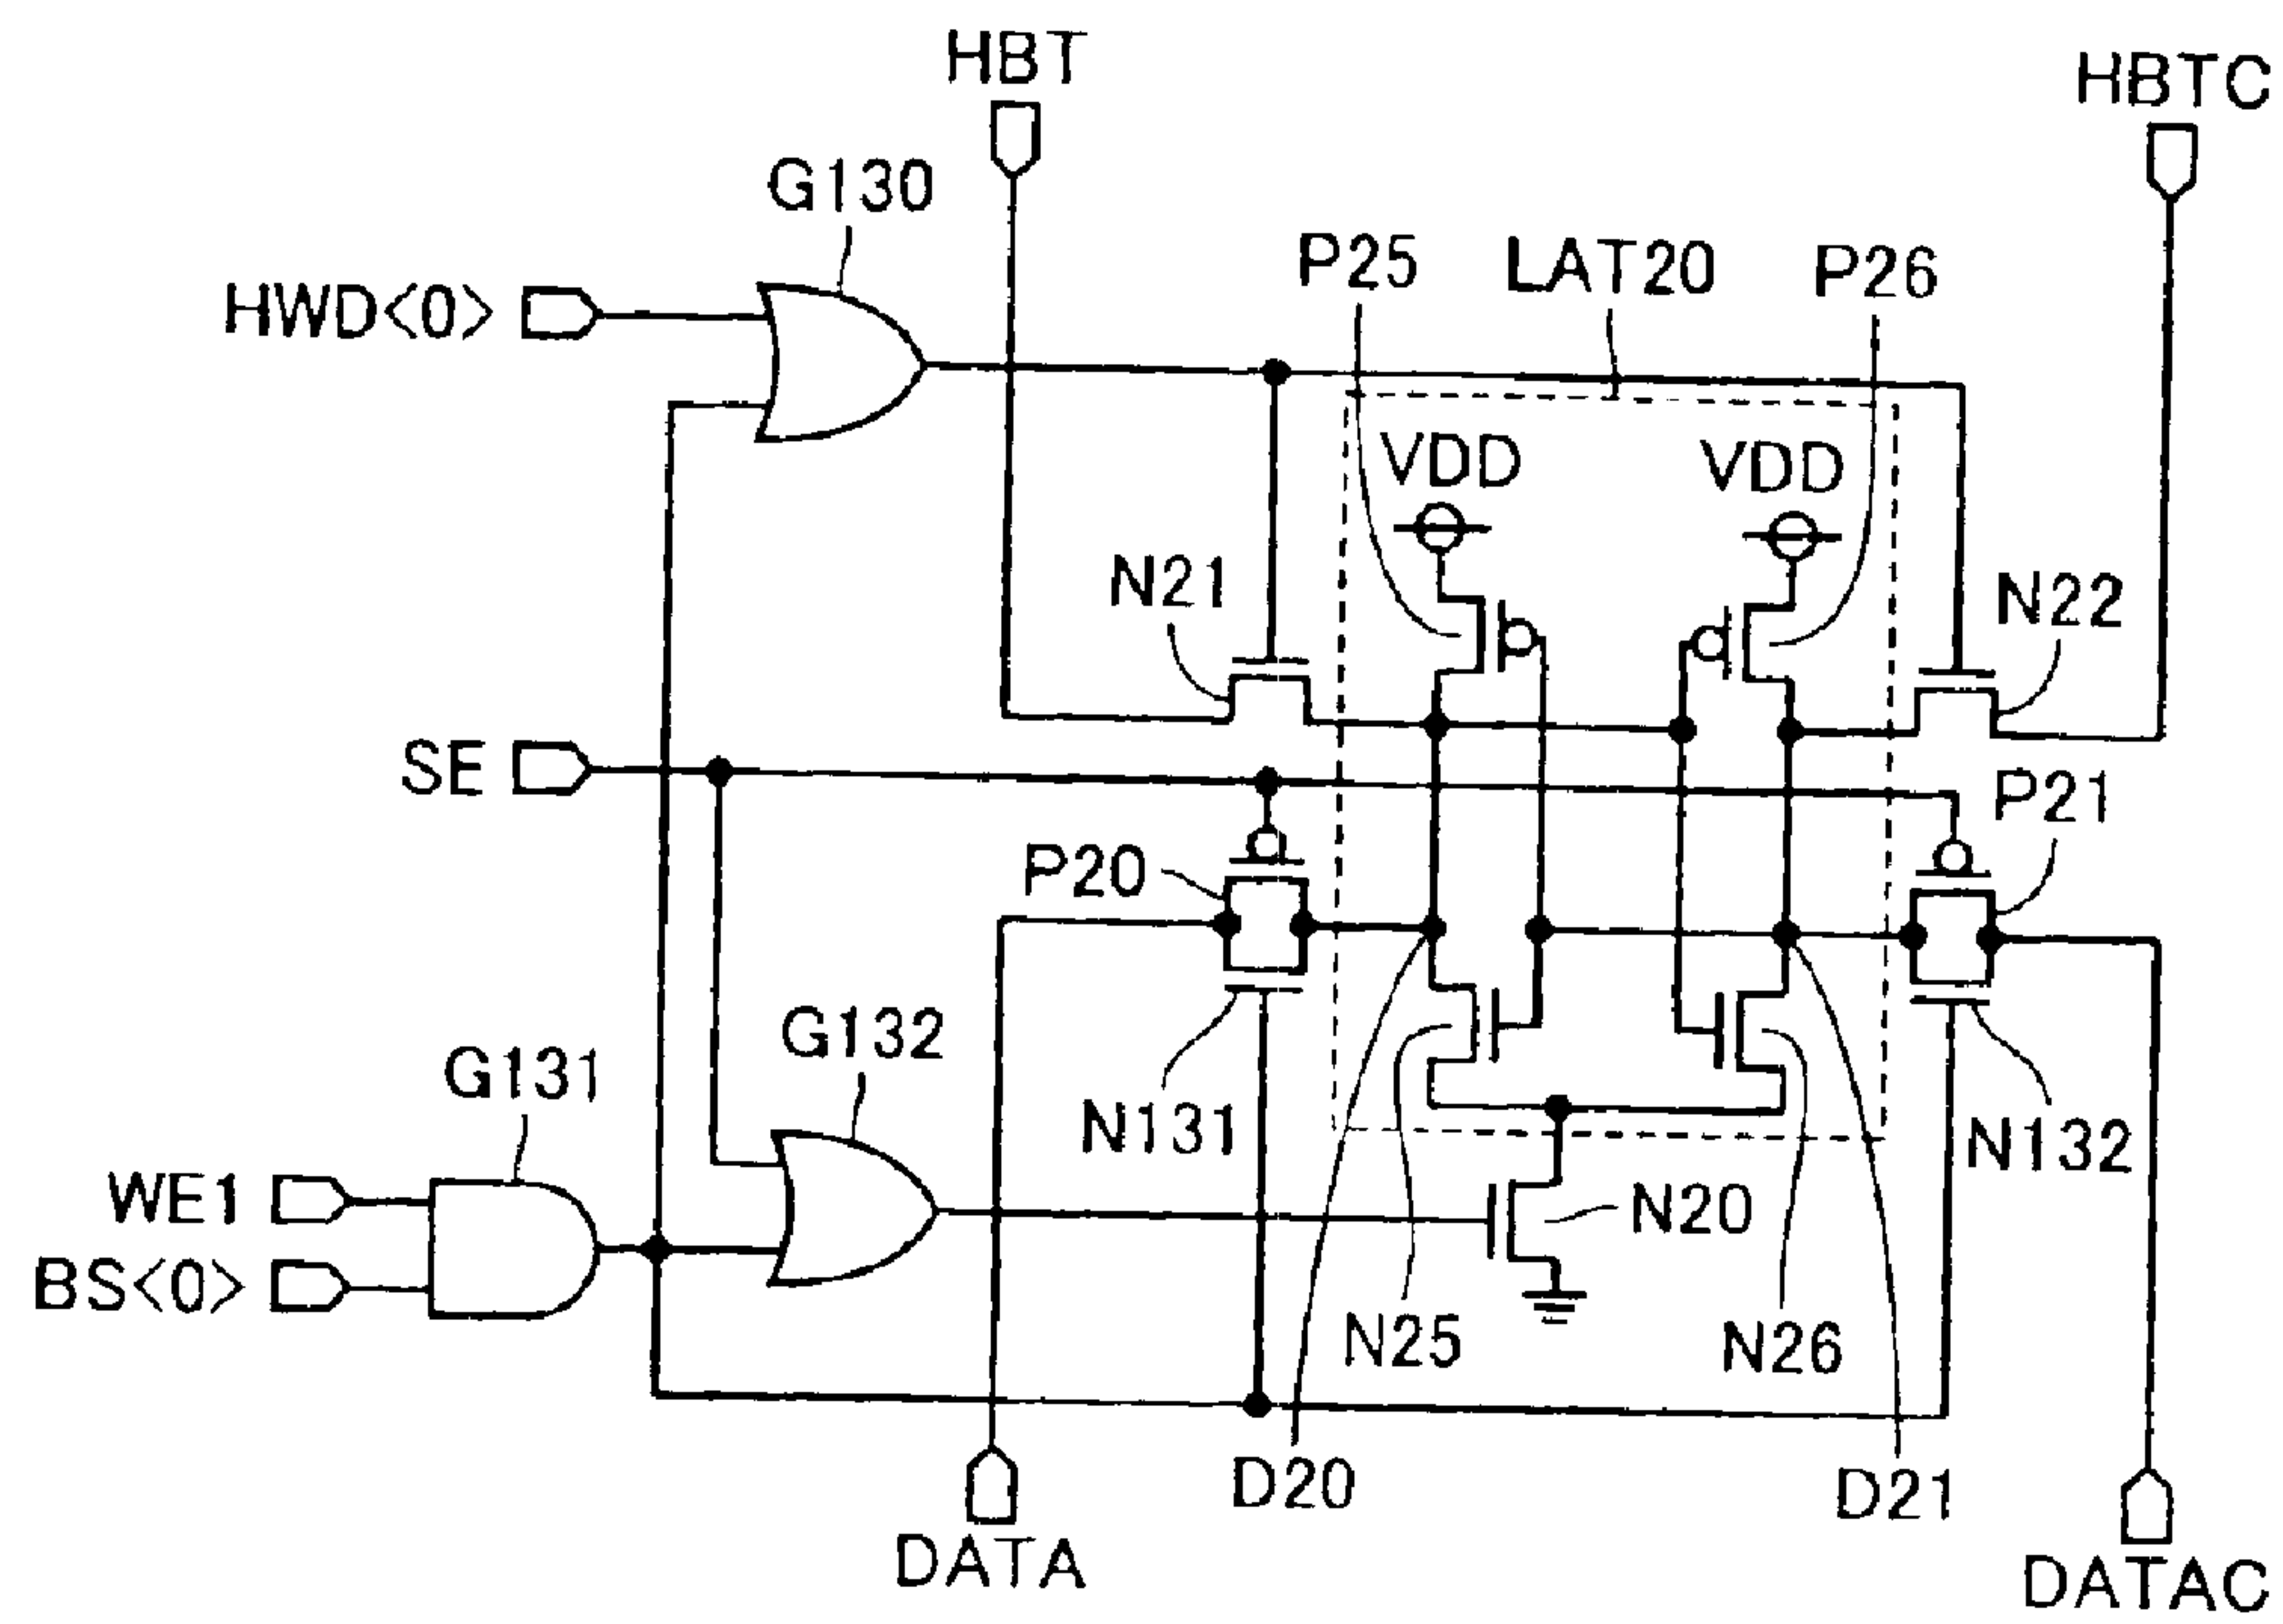 HBT
HBTC
G130
P25
LAT20
P26
HWD<0>
VDD
VDD
N21
N22
SE
P21
P20
G132
G131
N131
N132
WE1
N20
BS<0>
N25
N26
D20
D21
DATA
DATAC